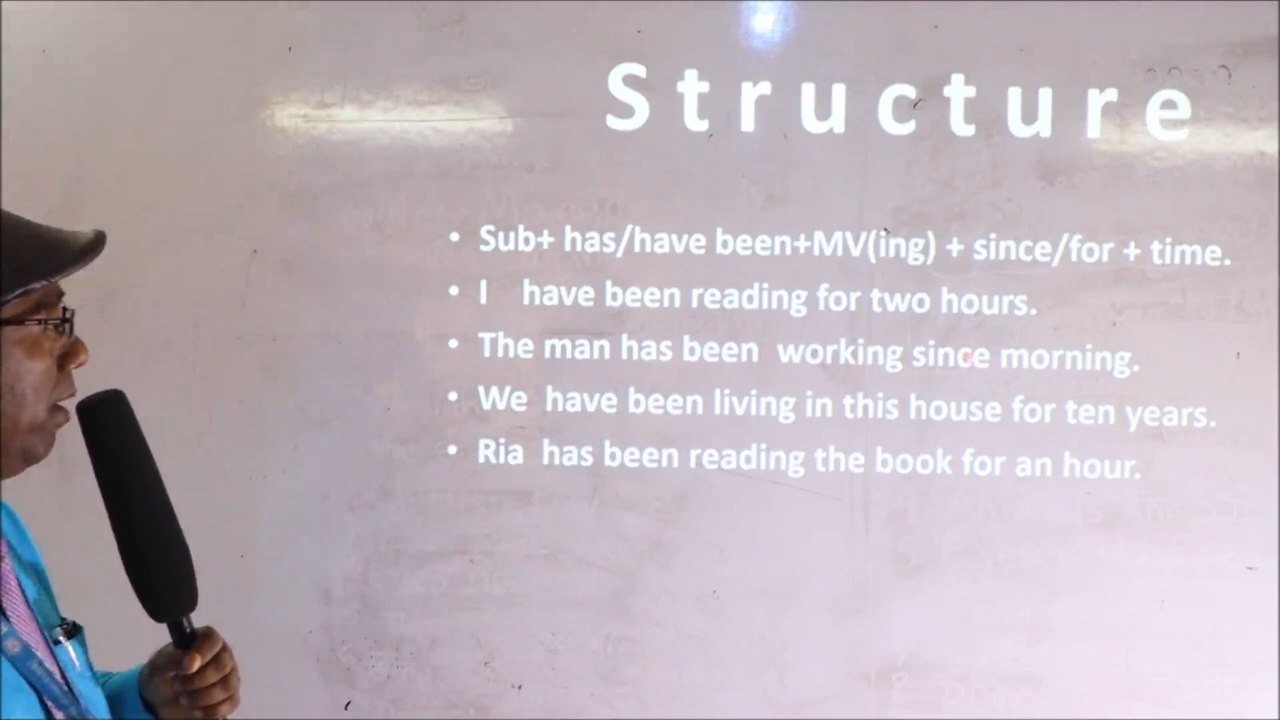 Structure
• Sub+ has/have been+MV(ing) + since/for + time.
• I have been reading for two hours.
• The man has been working since morning.
• We have been living in this house for ten years.
• Ria has been reading the book for an hour.